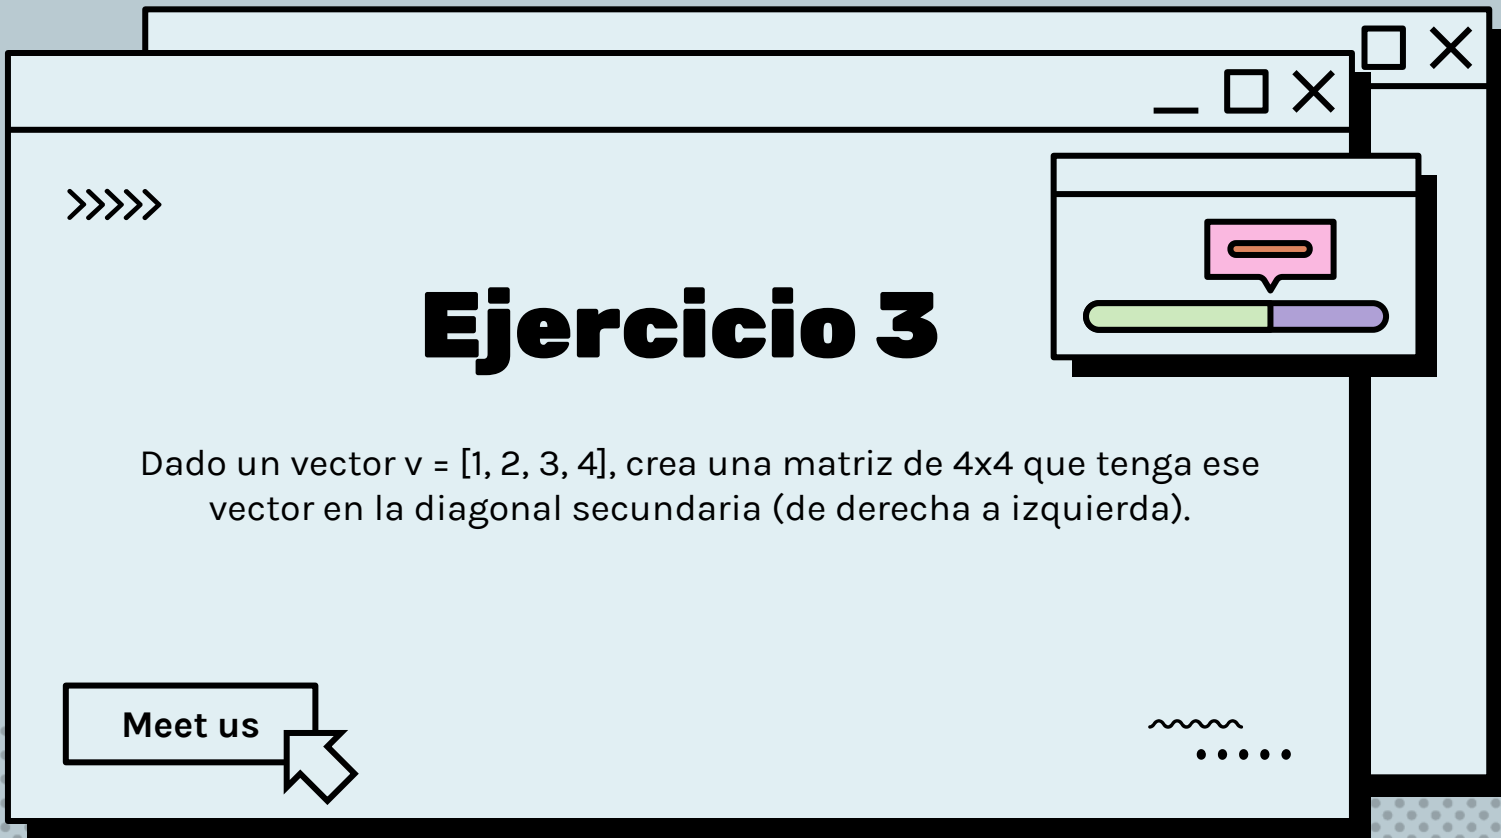 Ejercicio 3
Dado un vector v = [1, 2, 3, 4], crea una matriz de 4x4 que tenga ese
vector en la diagonal secundaria (de derecha a izquierda).
Meet us